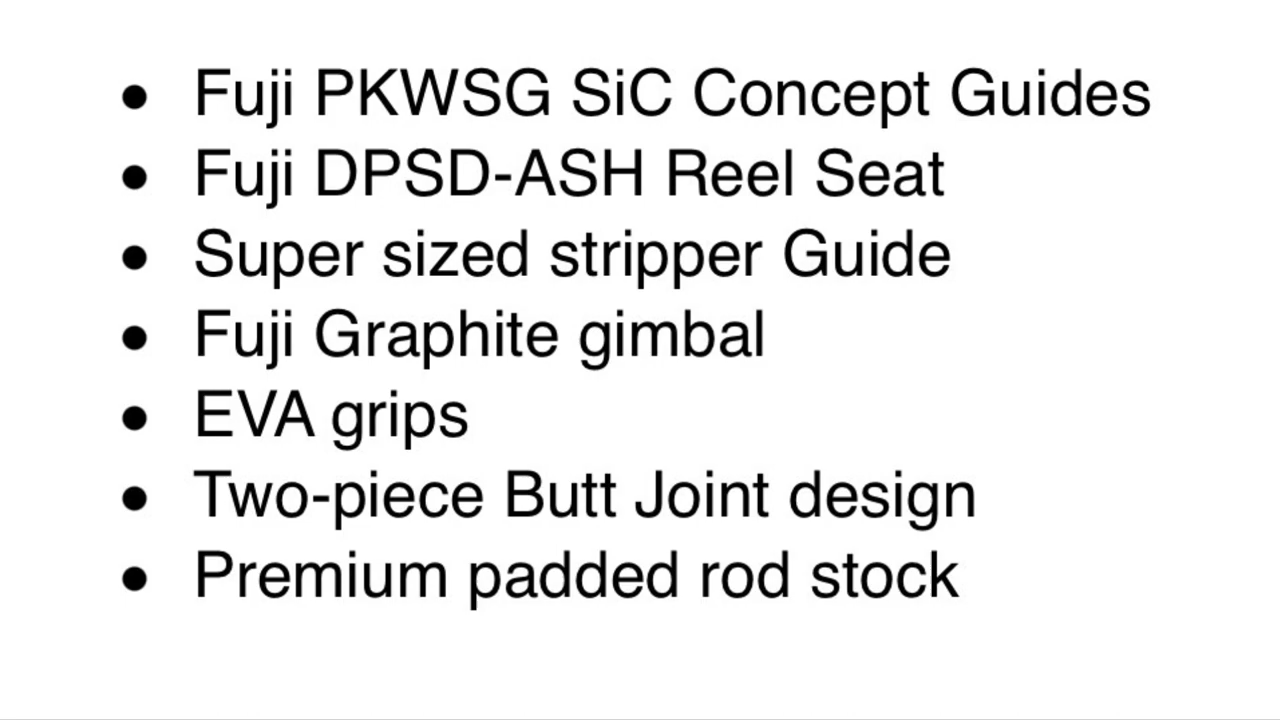 • Fuji PKWSG SiC Concept Guides
• Fuji DPSD-ASH Reel Seat
• Super sized stripper Guide
• Fuji Graphite gimbal
• EVA grips
• Two-piece Butt Joint design
• Premium padded rod stock